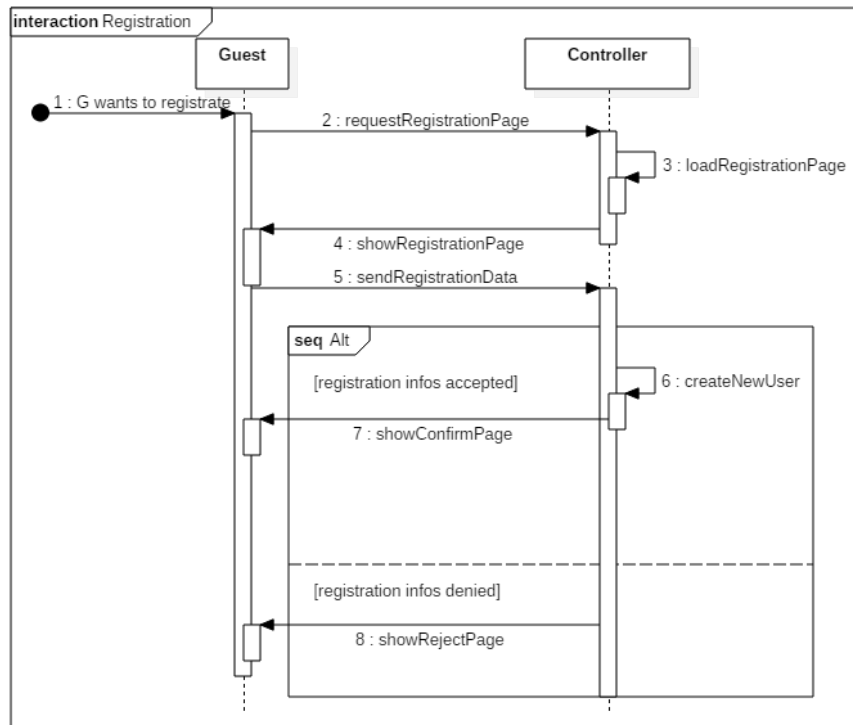 interaction Registration
Guest
Controller
1 : G wants to registrate
2 : requestRegistrationPage
3 : loadRegistrationPage
4 : showRegistrationPage
5 : sendRegistrationData
seq Alt
[registration infos accepted]
6 : createNewUser
7 : showConfirmPage
[registration infos denied]
8 : showRejectPage